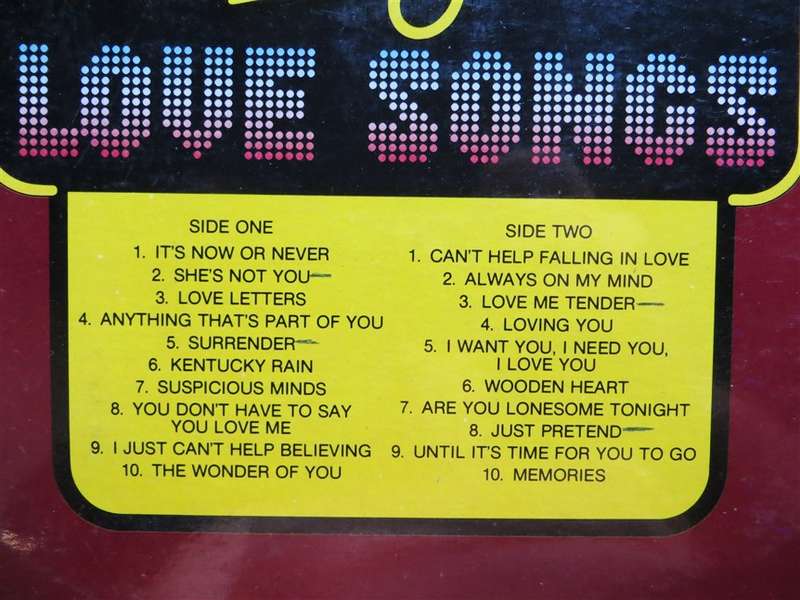 LOVE SONGS
SIDE ONE
1. IT'S NOW OR NEVER
2. SHE'S NOT YOU
3. LOVE LETTERS
4. ANYTHING THAT'S PART OF YOU
5. SURRENDER
6. KENTUCKY RAIN
7. SUSPICIOUS MINDS
8. YOU DON'T HAVE TO SAY
YOU LOVE ME
9. I JUST CAN'T HELP BELIEVING
10. THE WONDER OF YOU
SIDE TWO
1. CAN'T HELP FALLING IN LOVE
2. ALWAYS ON MY MIND
3. LOVE ME TENDER
4. LOVING YOU
5. I WANT YOU, I NEED YOU,
I LOVE YOU
6. WOODEN HEART
7. ARE YOU LONESOME TONIGHT
8. JUST PRETEND
9. UNTIL IT'S TIME FOR YOU TO GO
10. MEMORIES